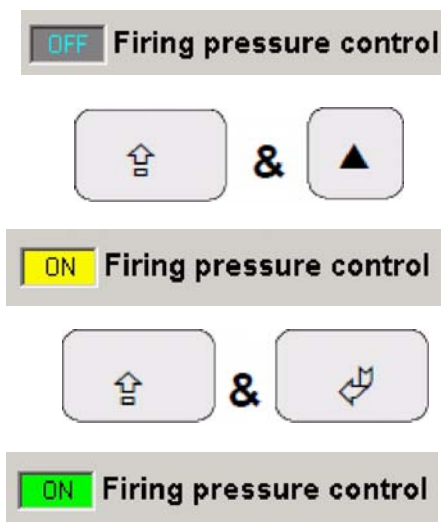 OFF Firing pressure control
&
ON Firing pressure control
&
ON Firing pressure control